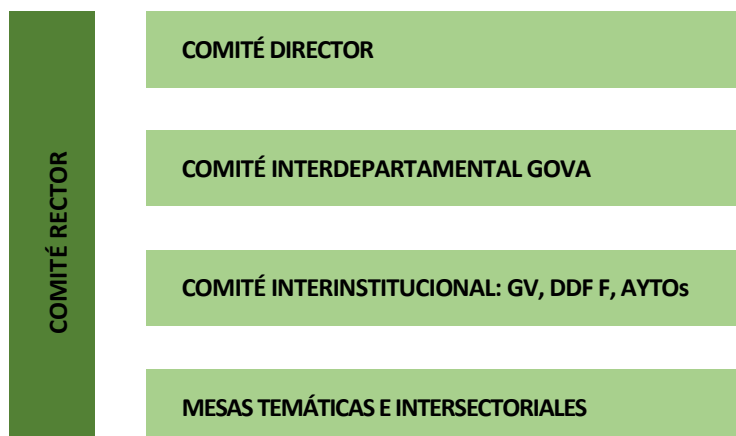 COMITÉ RECTOR
COMITÉ DIRECTOR
COMITÉ INTERDEPARTAMENTAL GOVA
COMITÉ INTERINSTITUCIONAL: GV, DDF F, AYTOs
MESAS TEMÁTICAS E INTERSECTORIALES